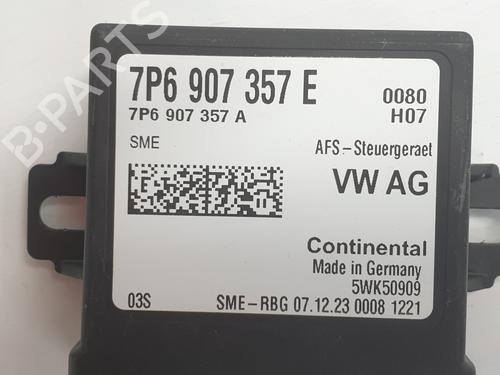 7P6 907 357 E
0080
7P6 907 357 A
H07
SME
AFS-Steuergeraet
VW AG
Continental
Made in Germany
5WK50909
03S
SME-RBG 07.12.23 0008 1221
B-PARTS